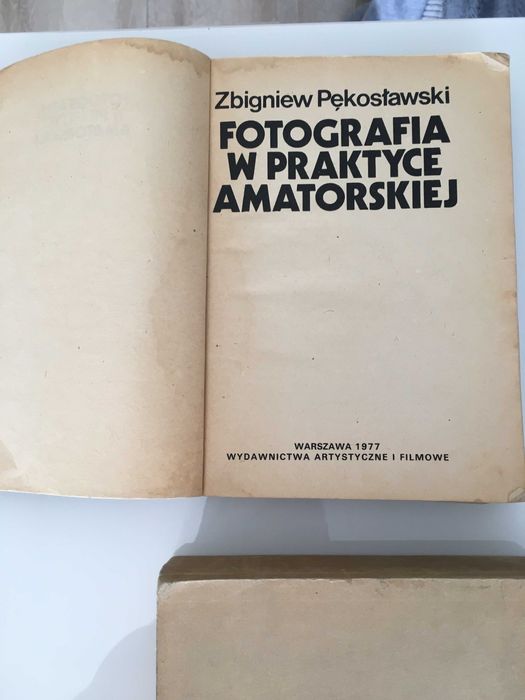 Zbigniew Pękosławski
FOTOGRAFIA
W PRAKTYCE
AMATORSKIEJ
WARSZAWA 1977
WYDAWNICTWA ARTYSTYCZNE I FILMOWE